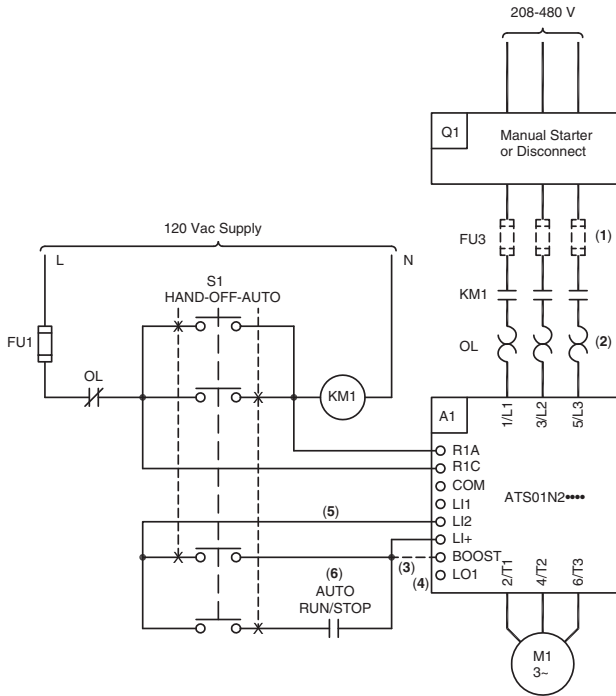 208-480 V
Q1
Manual Starter
or Disconnect
FU3
(1)
120 Vac Supply
L
N
S1
HAND-OFF-AUTO
KM1
FU1
OL
OL
(2)
KM1
A1
1/L1
3/L2
5/L3
R1A
R1C
COM
LI1
LI2
LI+
BOOST
LO1
ATS01N2••••
(5)
(3)
(4)
(6)
AUTO
RUN/STOP
2/T1
4/T2
6/T3
M1
3~